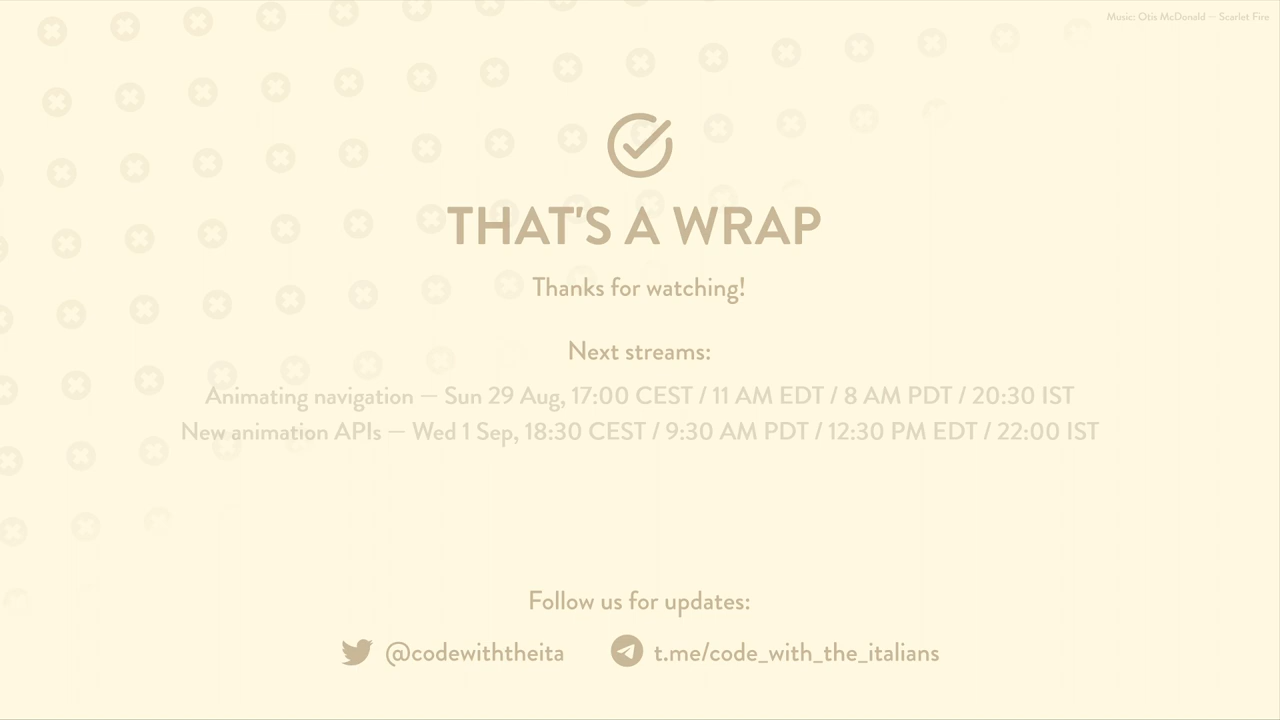 Music: Otis McDonald — Scarlet Fire
THAT'S A WRAP
Thanks for watching!
Next streams:
Animating navigation — Sun 29 Aug, 17:00 CEST / 11 AM EDT / 8 AM PDT / 20:30 IST
New animation APIs — Wed 1 Sep, 18:30 CEST / 9:30 AM PDT / 12:30 PM EDT / 22:00 IST
Follow us for updates:
@codewiththeita t.me/code_with_the_italians